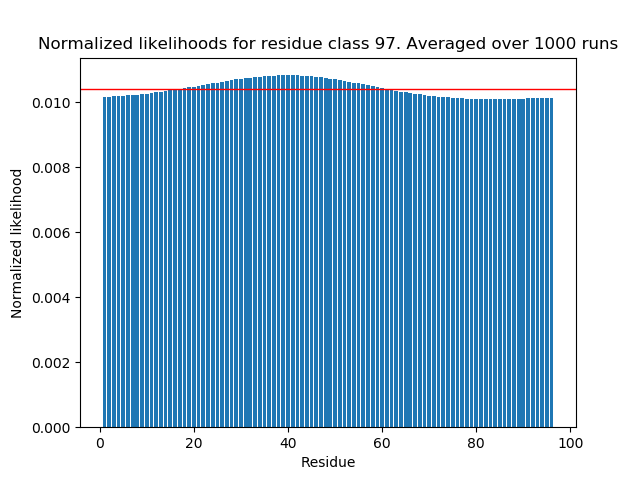 Normalized likelihoods for residue class 97. Averaged over 1000 runs
0.010
0.008
0.006
0.004
0.002
0.000
Normalized likelihood
0 20 40 60 80 100
Residue